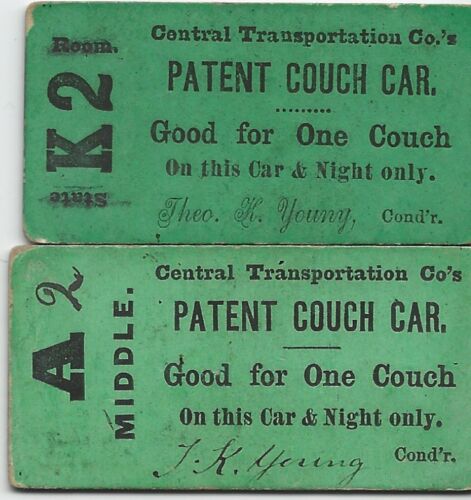 Room.
K 2
State
Central Transportation Co.'s
PATENT COUCH CAR.
Good for One Couch
On this Car & Night only.
Theo. K. Young, Cond'r.
A 2
MIDDLE.
Central Transportation Co's
PATENT COUCH CAR.
Good for One Couch
On this Car & Night only.
T. K. Young Cond'r.